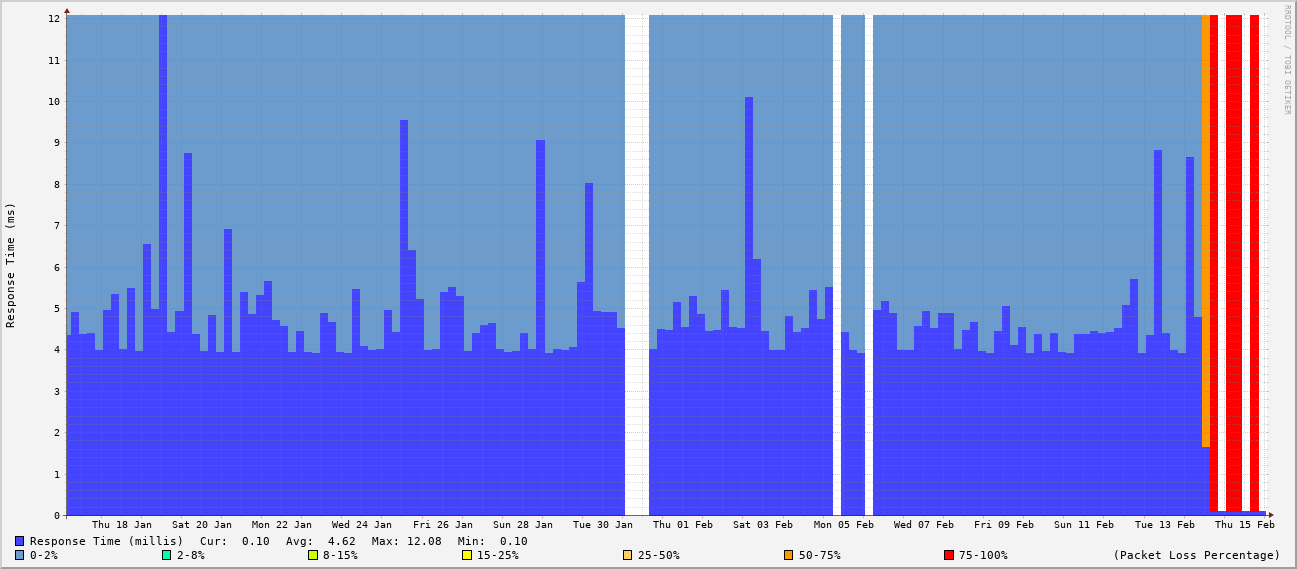 RRDTOOL / TOBI OETIKER
Response Time (ms)
12
11
10
9
8
7
6
5
4
3
2
1
0
Thu 18 Jan Sat 20 Jan Mon 22 Jan Wed 24 Jan Fri 26 Jan Sun 28 Jan Tue 30 Jan Thu 01 Feb Sat 03 Feb Mon 05 Feb Wed 07 Feb Fri 09 Feb Sun 11 Feb Tue 13 Feb Thu 15 Feb
Response Time (millis) Cur: 0.10 Avg: 4.62 Max: 12.08 Min: 0.10
0-2% 2-8% 8-15% 15-25% 25-50% 50-75% 75-100% (Packet Loss Percentage)